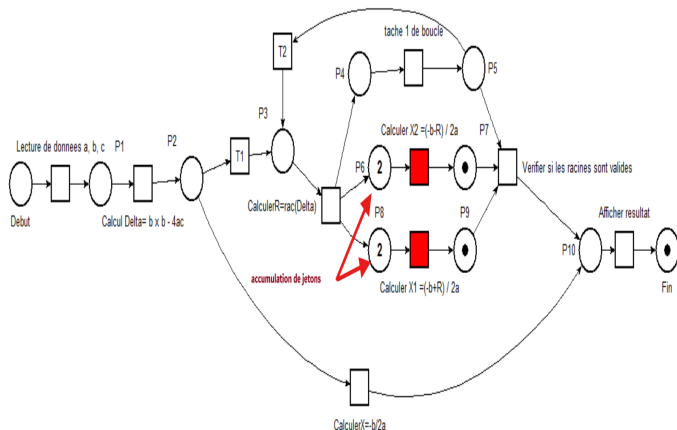 tache 1 de boucle
T2
P4
P5
P3
Calculer X2 =(-b-R) / 2a
P7
Lecture de donnees a, b, c
P1
P2
T1
P6
2
Verifier si les racines sont valides
CalculerR=rac(Delta)
Debut
Calcul Delta= b x b - 4ac
P8
P9
Afficher resultat
2
P10
accumulation de jetons
Calculer X1 =(-b+R) / 2a
Fin
CalculerX=-b/2a